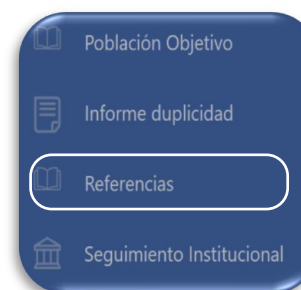 Población Objetivo
Informe duplicidad
Referencias
Seguimiento Institucional